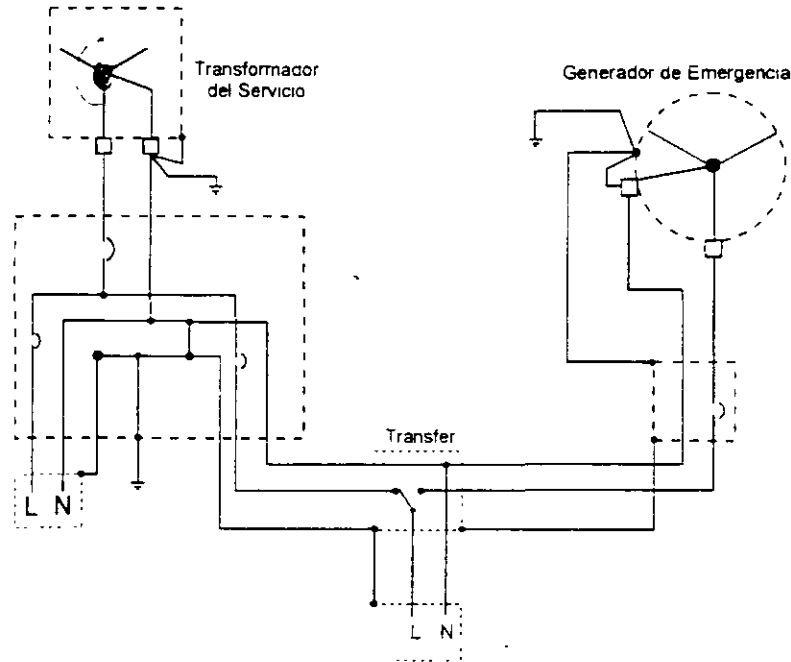 Transformador
del Servicio
Generador de Emergencia
Transfer
L N
L N